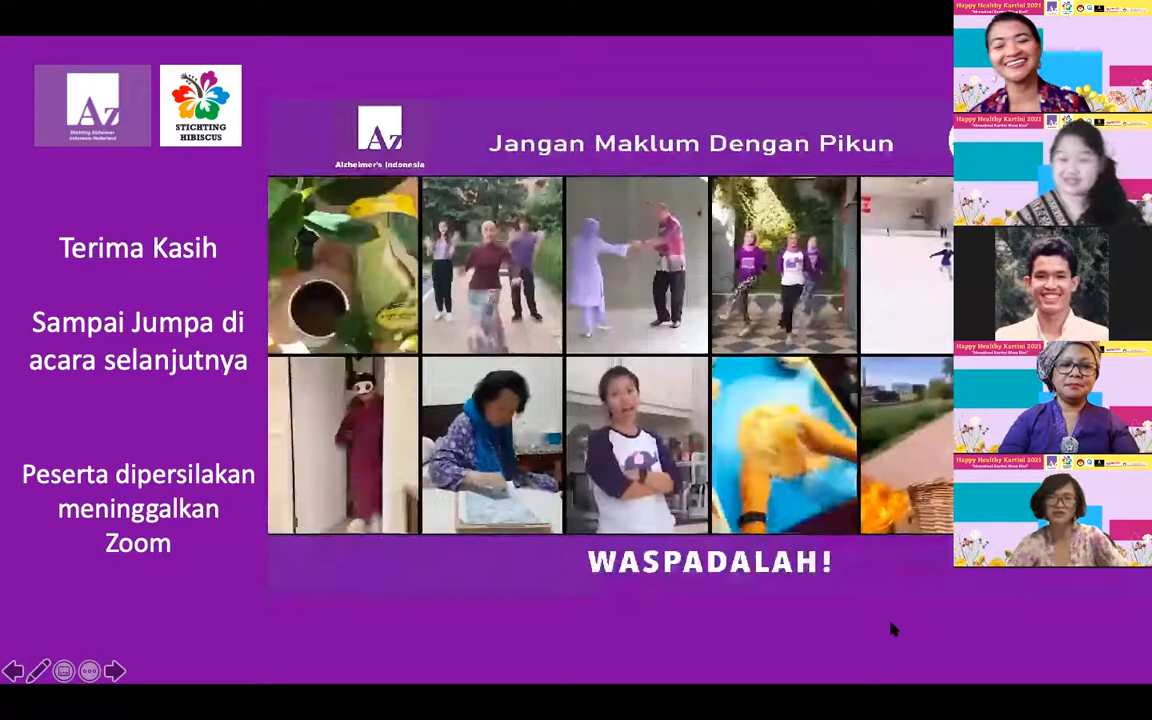 Az
Stichting Alzheimer
Indonesia Nederland
STICHTING
HIBISCUS
Terima Kasih
Sampai Jumpa di
acara selanjutnya
Peserta dipersilakan
meninggalkan
Zoom
Az
Alzheimer's Indonesia
Jangan Maklum Dengan Pikun
WASPADALAH!
Happy Healthy Kartini 2021
Happy Healthy Kartini 2021
Happy Healthy Kartini 2021
Happy Healthy Kartini 2021